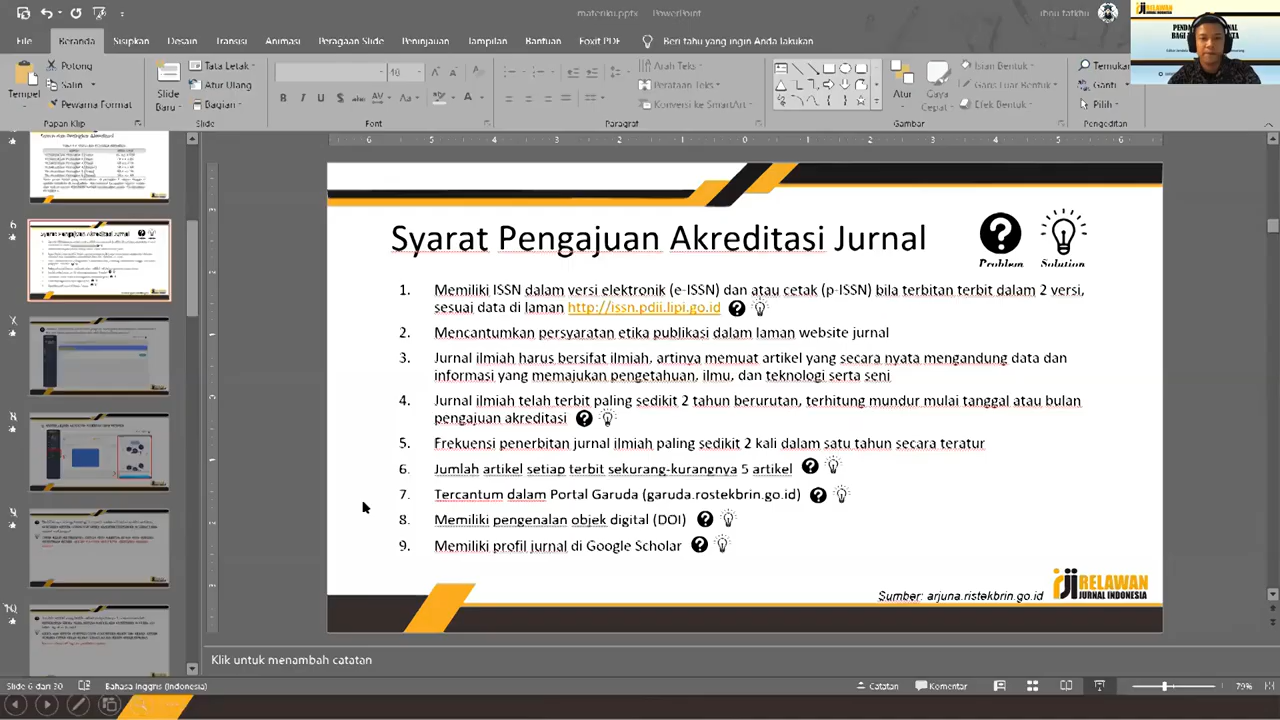 materiku.pptx - PowerPoint
File Beranda Sisipkan Desain Transisi Animasi Peragaan Slide Peninjauan Tampilan Bantuan Foxit PDF Beri tahu yang ingin Anda lakukan
Tempel
Potong
Salin
Pewarna Format
Papan Klip
Slide Baru
Tata Letak
Atur Ulang
Bagian
Slide
Font
Arah Teks
Perataan Teks
Konversi ke SmartArt
Paragraf
Atur
Gaya Cepat
Isian Bentuk
Garis Luar Bentuk
Efek Bentuk
Gambar
Temukan
Ganti
Pilih
Pengeditan
Syarat Pengajuan Akreditasi Jurnal
Problem Solution
1. Memiliki ISSN dalam versi elektronik (e-ISSN) dan atau cetak (p-ISSN) bila terbitan terbit dalam 2 versi,
sesuai data di laman http://issn.pdii.lipi.go.id
2. Mencantumkan persyaratan etika publikasi dalam laman website jurnal
3. Jurnal ilmiah harus bersifat ilmiah, artinya memuat artikel yang secara nyata mengandung data dan
informasi yang memajukan pengetahuan, ilmu, dan teknologi serta seni
4. Jurnal ilmiah telah terbit paling sedikit 2 tahun berurutan, terhitung mundur mulai tanggal atau bulan
pengajuan akreditasi
5. Frekuensi penerbitan jurnal ilmiah paling sedikit 2 kali dalam satu tahun secara teratur
6. Jumlah artikel setiap terbit sekurang-kurangnya 5 artikel
7. Tercantum dalam Portal Garuda (garuda.rostekbrin.go.id)
8. Memiliki pengenalan objek digital (DOI)
9. Memiliki profil jurnal di Google Scholar
Sumber: arjuna.ristekbrin.go.id
RELAWAN
JURNAL INDONESIA
Klik untuk menambah catatan
Slide 6 dari 30 Bahasa Inggris (Indonesia) Catatan Komentar 79%